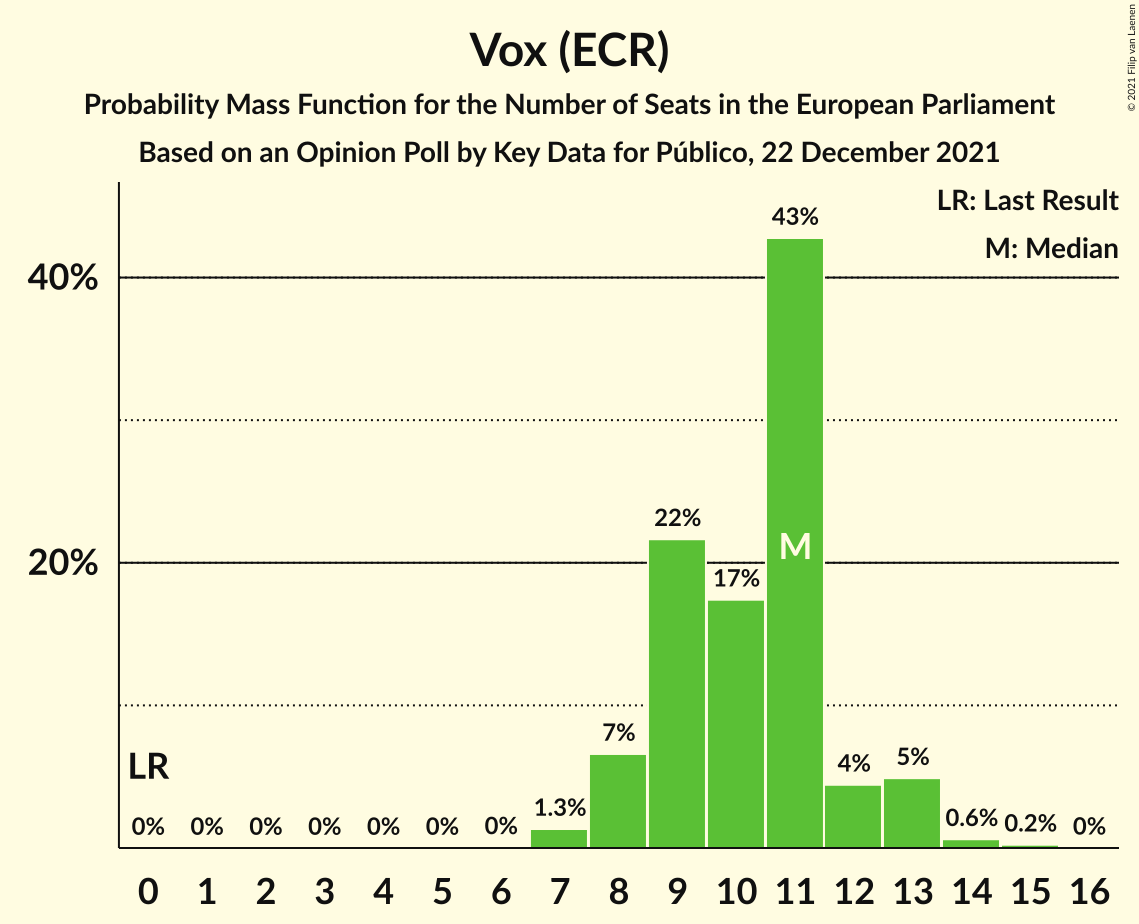 Vox (ECR)
Probability Mass Function for the Number of Seats in the European Parliament
Based on an Opinion Poll by Key Data for Público, 22 December 2021
© 2021 Filip van Laenen
LR: Last Result
M: Median
40%
20%
43%
22%
M
17%
7%
LR
4%
5%
1.3%
0.6%
0.2%
0%
0%
0%
0%
0%
0%
0%
0%
0 1 2 3 4 5 6 7 8 9 10 11 12 13 14 15 16